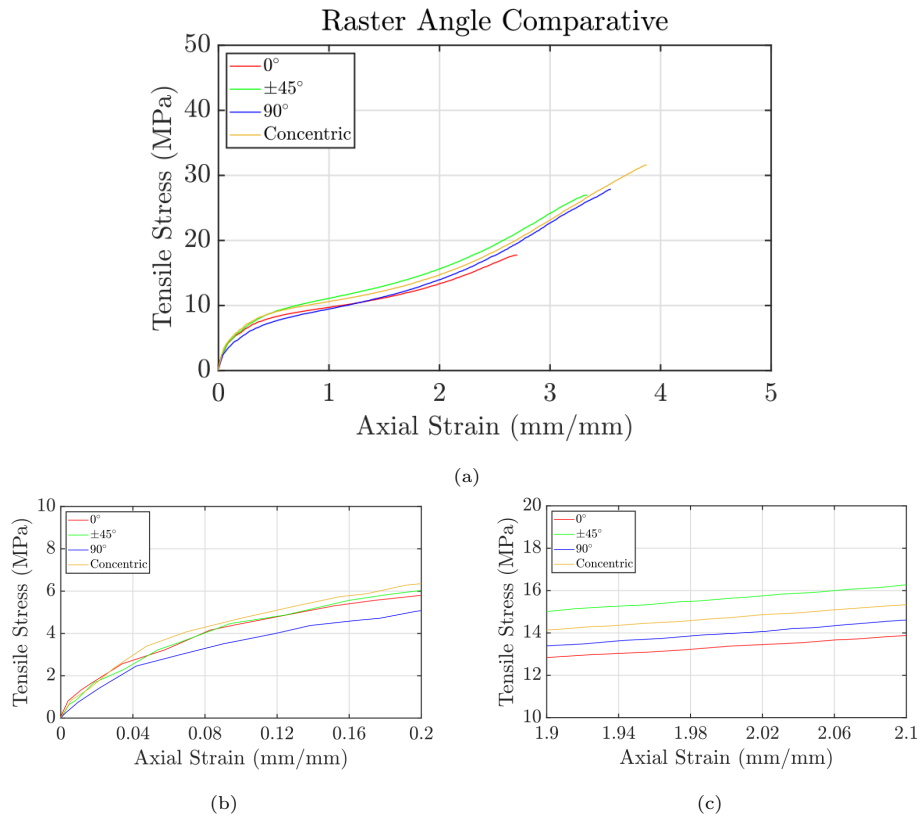 Raster Angle Comparative
Tensile Stress (MPa)
50
40
30
20
10
0
0°
±45°
90°
Concentric
0 1 2 3 4 5
Axial Strain (mm/mm)
(a)
Tensile Stress (MPa)
10
8
6
4
2
0
0°
±45°
90°
Concentric
0 0.04 0.08 0.12 0.16 0.2
Axial Strain (mm/mm)
(b)
Tensile Stress (MPa)
20
18
16
14
12
10
0°
±45°
90°
Concentric
1.9 1.94 1.98 2.02 2.06 2.1
Axial Strain (mm/mm)
(c)